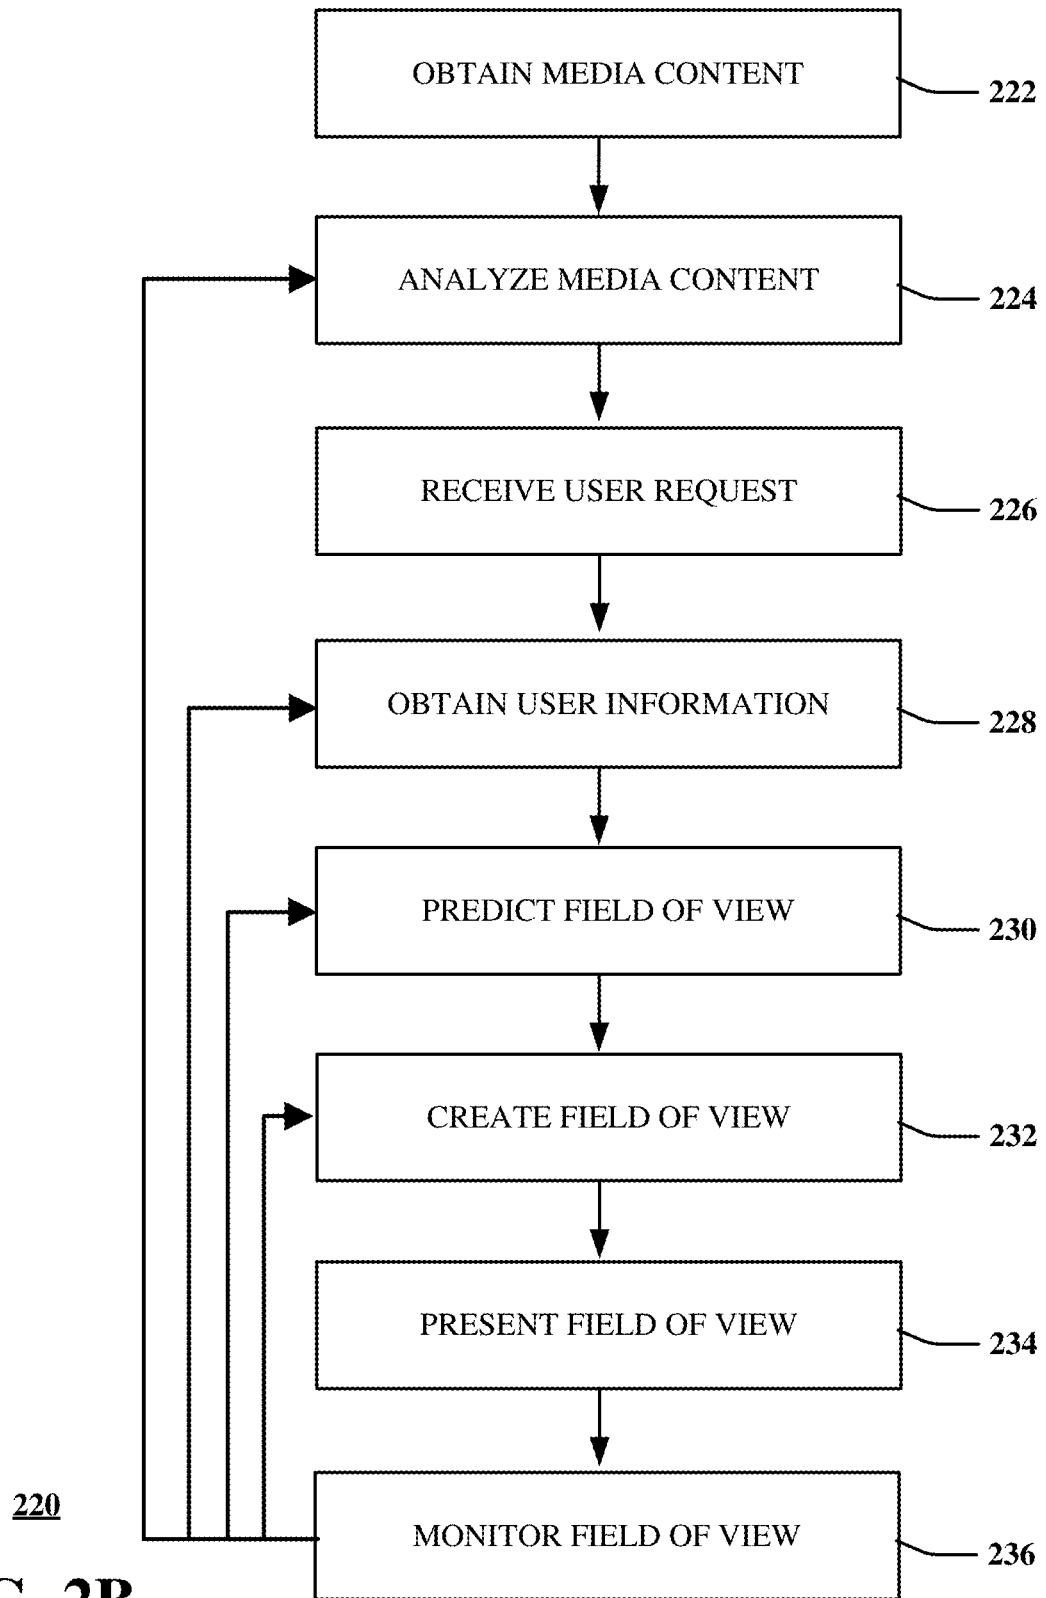 OBTAIN MEDIA CONTENT
222
ANALYZE MEDIA CONTENT
224
RECEIVE USER REQUEST
226
OBTAIN USER INFORMATION
228
PREDICT FIELD OF VIEW
230
CREATE FIELD OF VIEW
232
PRESENT FIELD OF VIEW
234
MONITOR FIELD OF VIEW
236
220
2B